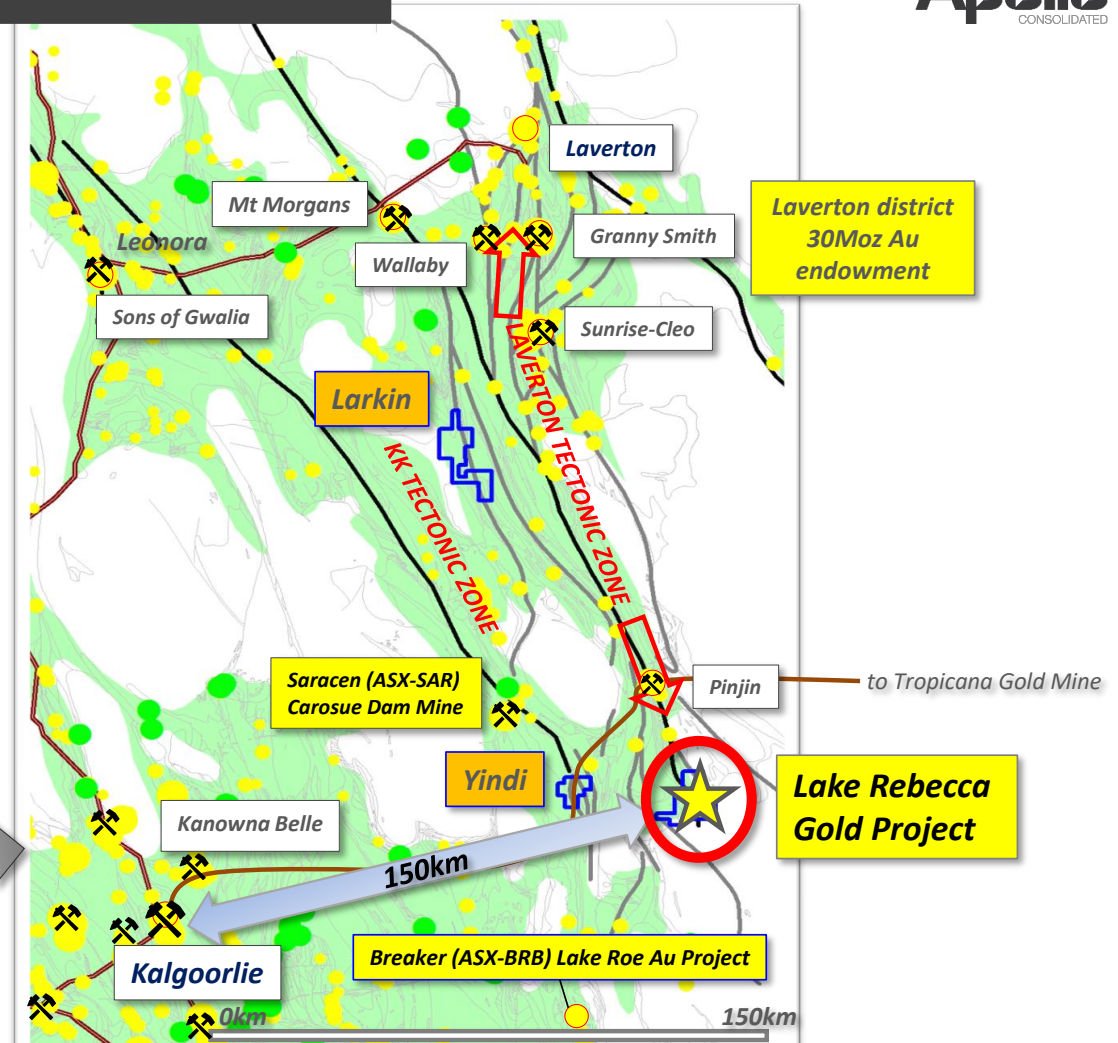 Apollo
CONSOLIDATED
Laverton
Mt Morgans
Leonora
Wallaby
Granny Smith
Laverton district
30Moz Au
endowment
Sons of Gwalia
Sunrise-Cleo
LAVERTON TECTONIC ZONE
Larkin
KK TECTONIC ZONE
Saracen (ASX-SAR)
Carosue Dam Mine
Pinjin
to Tropicana Gold Mine
Yindi
Lake Rebecca
Gold Project
Kanowna Belle
150km
Breaker (ASX-BRB) Lake Roe Au Project
Kalgoorlie
0km
150km